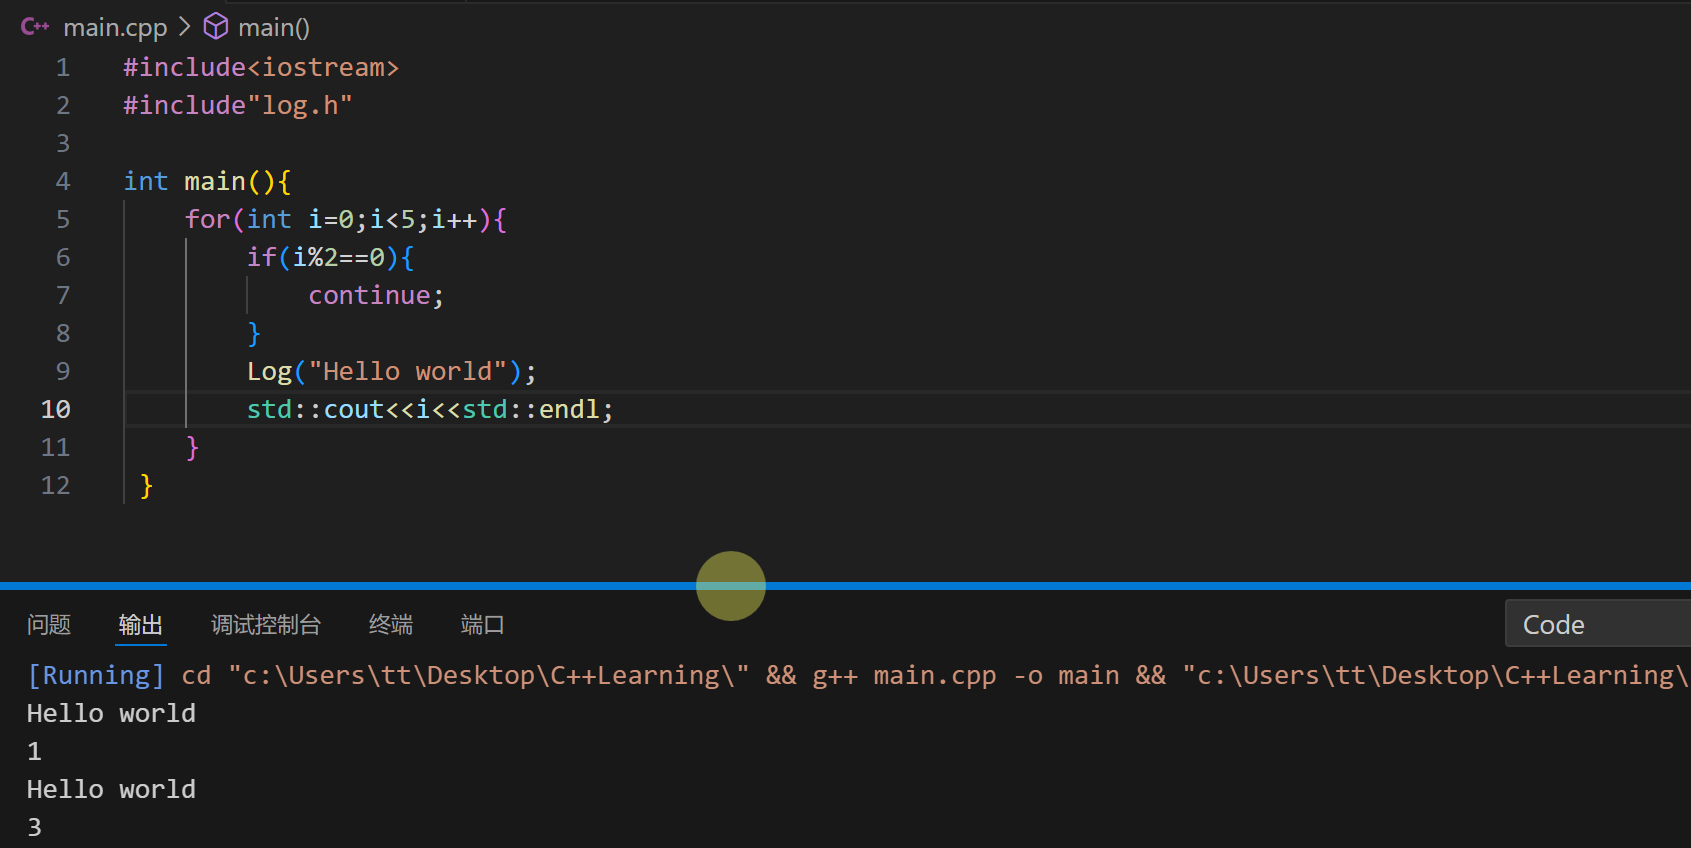 C++ main.cpp > main()
1 #include<iostream>
2 #include"log.h"
3
4 int main(){
5     for(int i=0;i<5;i++){
6         if(i%2==0){
7             continue;
8         }
9         Log("Hello world");
10         std::cout<<i<<std::endl;
11     }
12  }
问题 输出 调试控制台 终端 端口 Code
[Running] cd "c:\Users\tt\Desktop\C++Learning\" && g++ main.cpp -o main && "c:\Users\tt\Desktop\C++Learning\
Hello world
1
Hello world
3